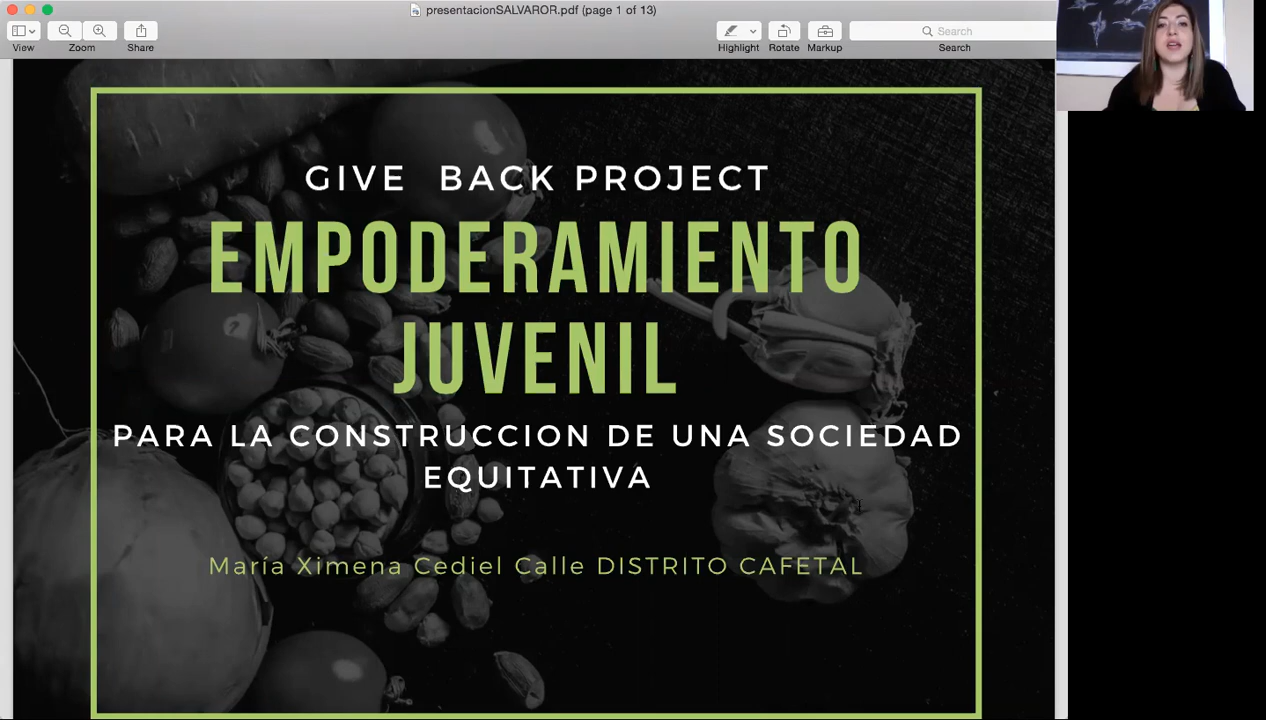 presentacionSALVAROR.pdf (page 1 of 13)
View Zoom Share Highlight Rotate Markup Search
Search
GIVE BACK PROJECT
EMPODERAMIENTO
JUVENIL
PARA LA CONSTRUCCION DE UNA SOCIEDAD
EQUITATIVA
María Ximena Cediel Calle DISTRITO CAFETAL